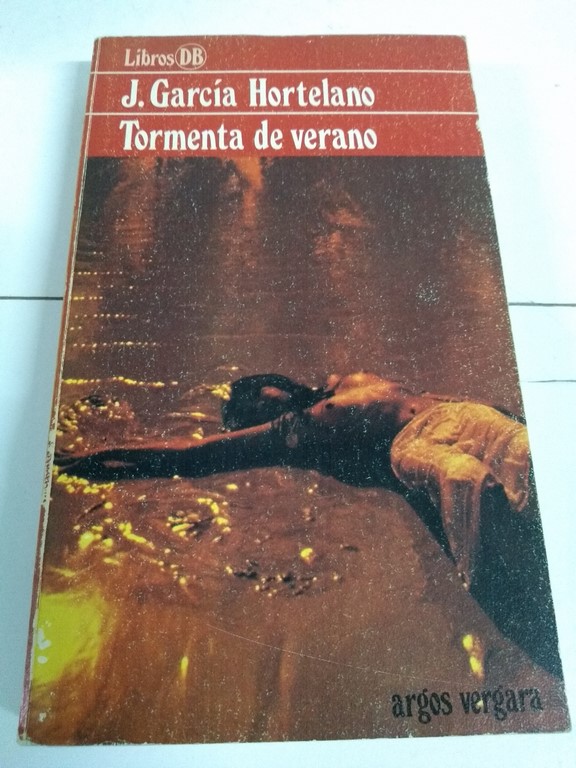 Libros DB
J. García Hortelano
Tormenta de verano
argos vergara